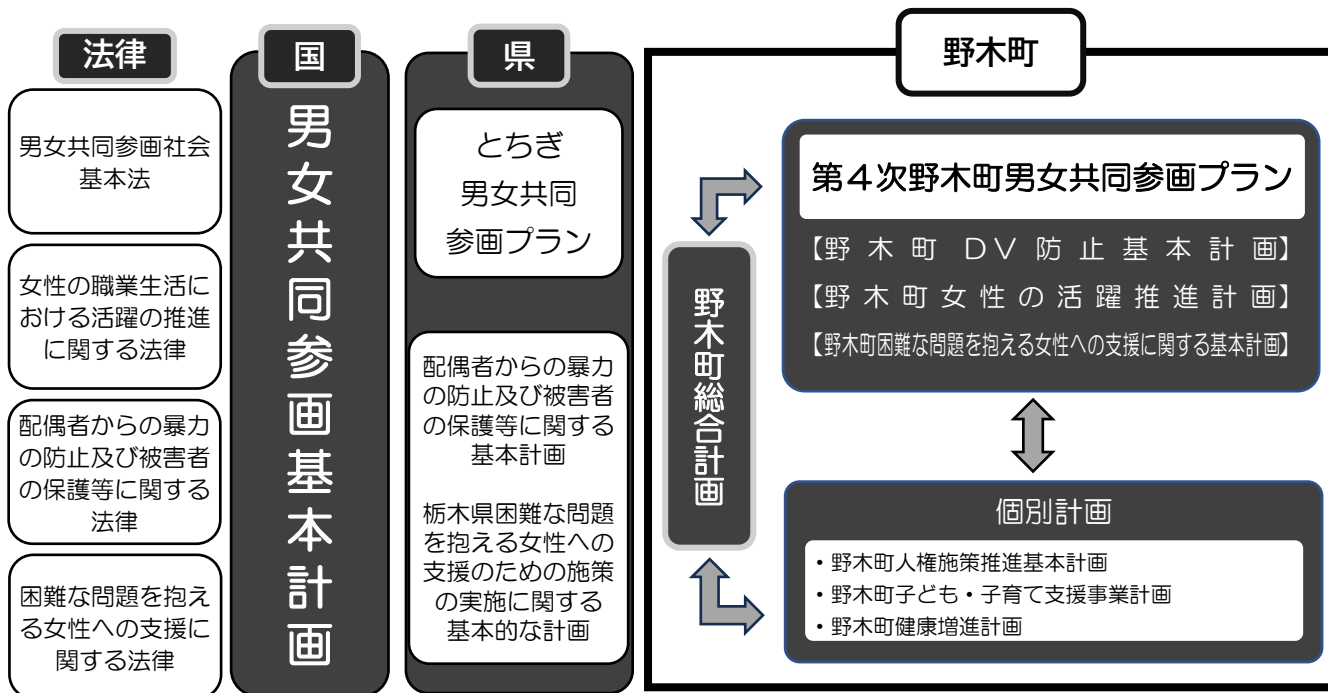 法律
男女共同参画社会
基本法
女性の職業生活に
おける活躍の推進
に関する法律
配偶者からの暴力
の防止及び被害者
の保護等に関する
法律
困難な問題を抱え
る女性への支援に
関する法律
国
男女共同参画基本計画
県
とちぎ
男女共同
参画プラン
配偶者からの暴力
の防止及び被害者
の保護等に関する
基本計画
栃木県困難な問題
を抱える女性への
支援のための施策
の実施に関する
基本的な計画
野木町
野木町総合計画
第4次野木町男女共同参画プラン
【野木町DV防止基本計画】
【野木町女性の活躍推進計画】
【野木町困難な問題を抱える女性への支援に関する基本計画】
個別計画
・野木町人権施策推進基本計画
・野木町子ども・子育て支援事業計画
・野木町健康増進計画